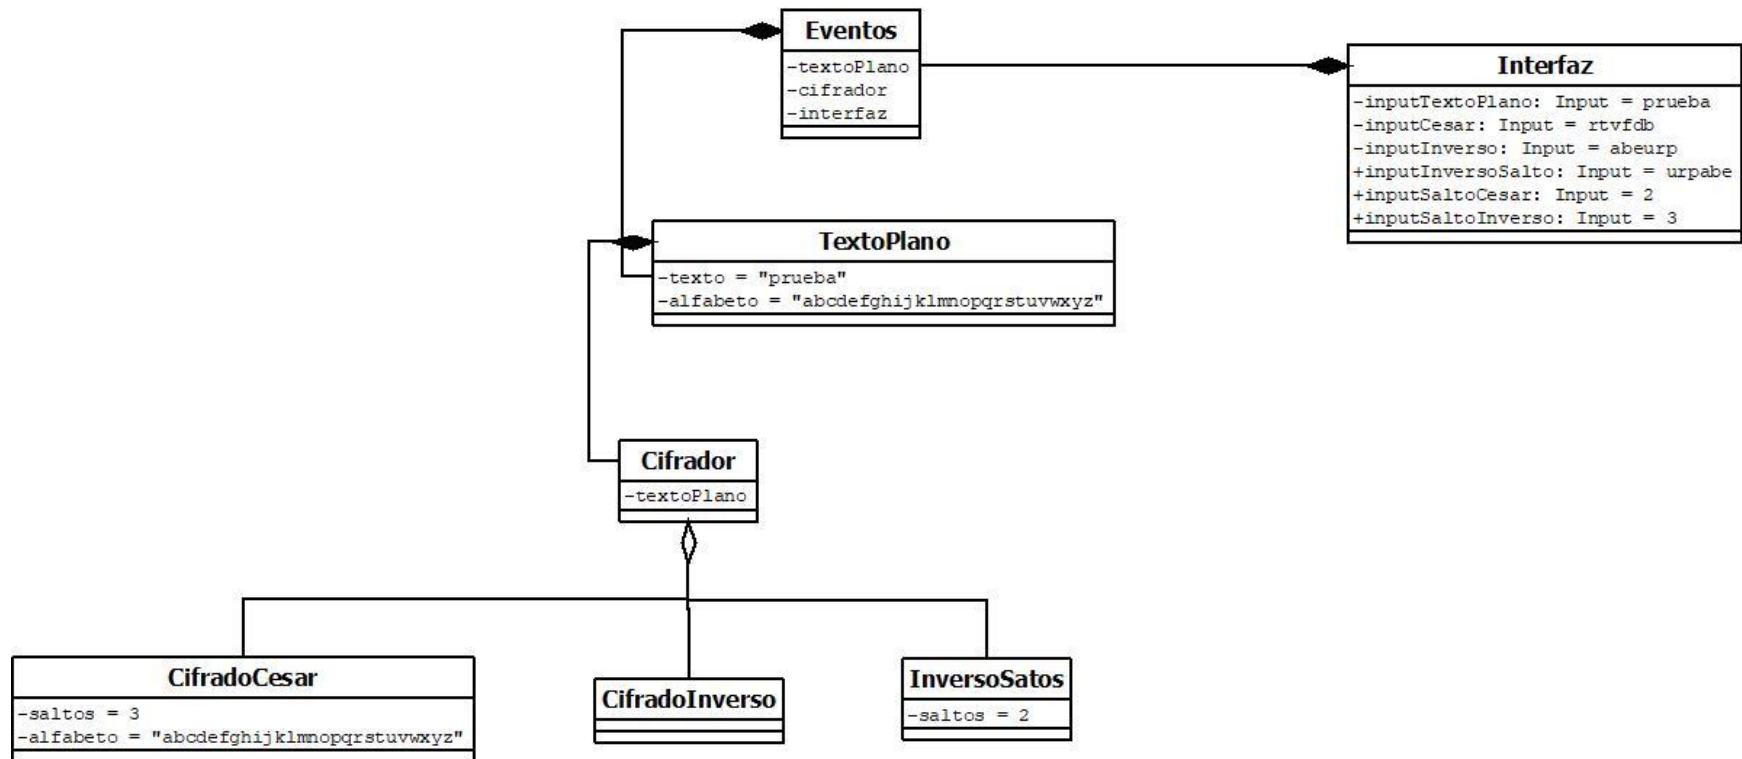 Eventos
-textoPlano
-cifrador
-interfaz
Interfaz
-inputTextoPlano: Input = prueba
-inputCesar: Input = rtvfdb
-inputInverso: Input = abeurp
+inputInversoSalto: Input = urpabe
+inputSaltoCesar: Input = 2
+inputSaltoInverso: Input = 3
TextoPlano
-texto = "prueba"
-alfabeto = "abcdefghijklmnopqrstuvwxyz"
Cifrador
-textoPlano
CifradoCesar
-saltos = 3
-alfabeto = "abcdefghijklmnopqrstuvwxyz"
CifradoInverso
InversoSatos
-saltos = 2